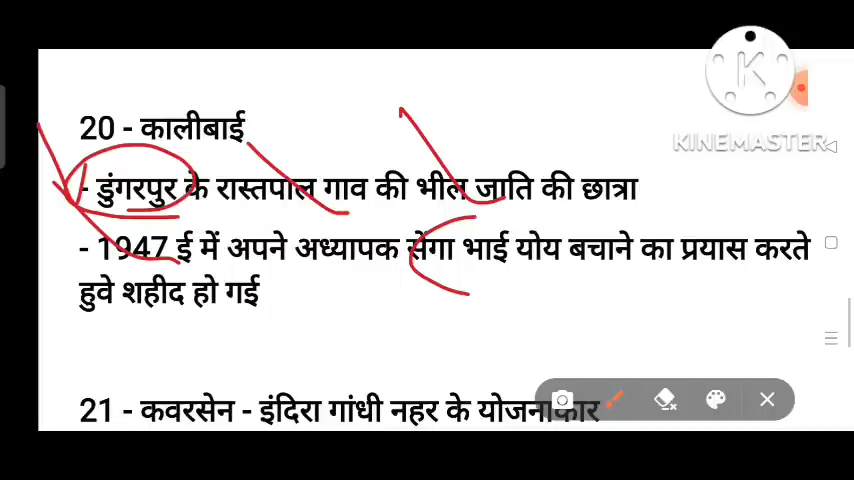 KINEMASTER
20 - कालीबाई
- डुंगरपुर के रास्तपाल गाव की भील जाति की छात्रा
- 1947 ई में अपने अध्यापक सेंगा भाई योय बचाने का प्रयास करते
हुवे शहीद हो गई
21 - कवरसेन - इंदिरा गांधी नहर के योजनाकार